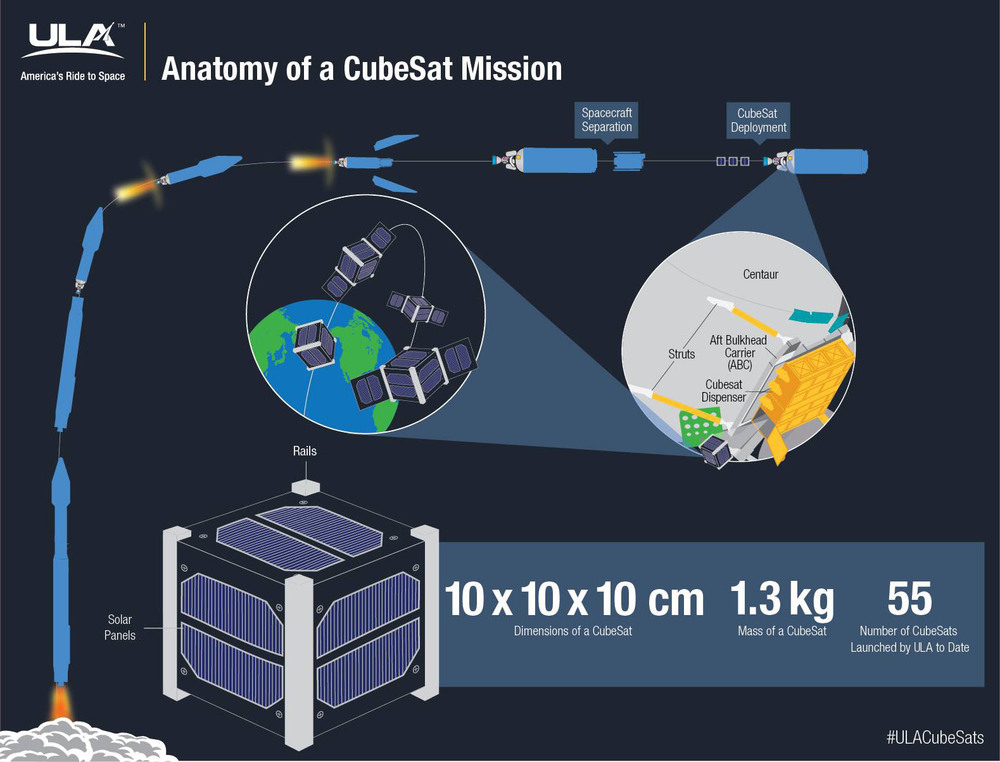 ULA™
America's Ride to Space
Anatomy of a CubeSat Mission
Spacecraft
Separation
CubeSat
Deployment
Centaur
Struts
Aft Bulkhead
Carrier
(ABC)
Cubesat
Dispenser
Rails
Solar
Panels
10 x 10 x 10 cm
Dimensions of a CubeSat
1.3 kg
Mass of a CubeSat
55
Number of CubeSats
Launched by ULA to Date
#ULACubeSats